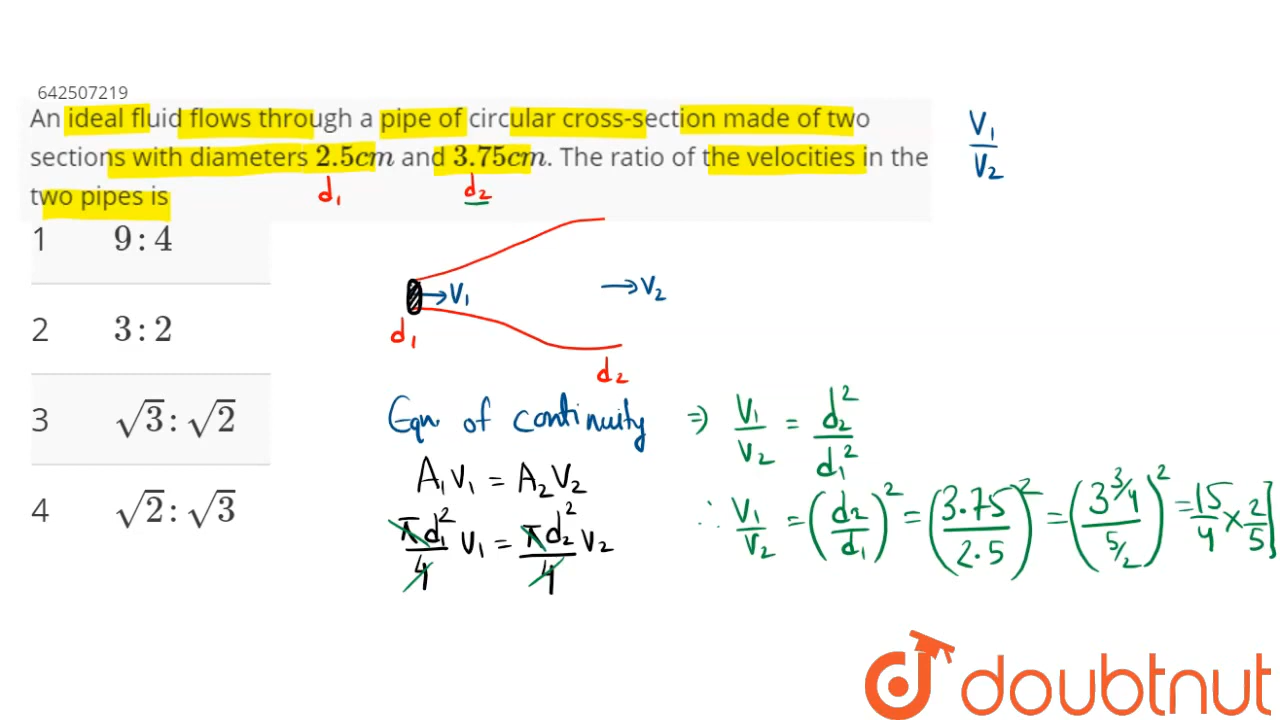 642507219
An ideal fluid flows through a pipe of circular cross-section made of two
sections with diameters 2.5cm and 3.75cm. The ratio of the velocities in the
two pipes is
d₁ d₂
V₁/V₂
1 9 : 4
2 3 : 2
3 √3 : √2
4 √2 : √3
→V₁ →V₂
d₁
d₂
Eqn of continuity ⇒ V₁/V₂ = d₂²/d₁²
A₁V₁ = A₂V₂
πd₁²/4 V₁ = πd₂²/4 V₂
∴ V₁/V₂ = (d₂/d₁)² = (3.75/2.5)² = (3 3/4 / 5/2)² = 15/4 × 2/5]
doubtnut